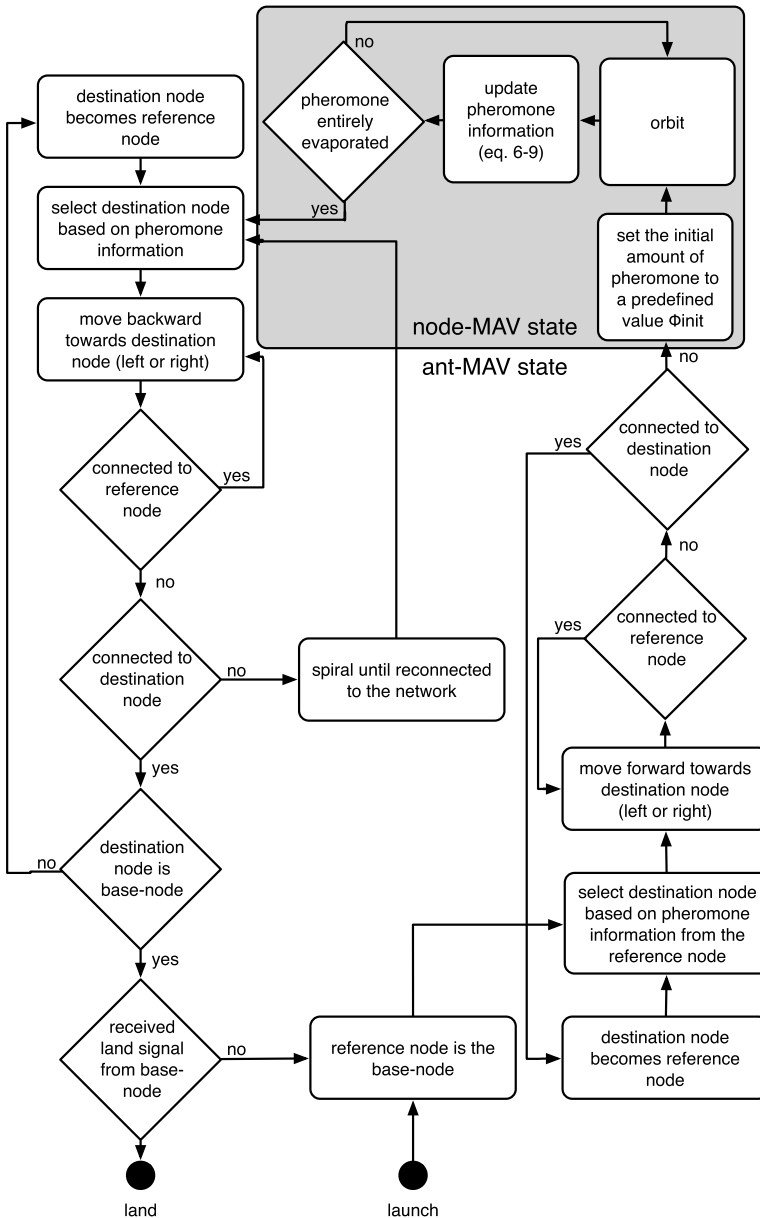 no
destination node
becomes reference
node
pheromone
entirely
evaporated
update
pheromone
information
(eq. 6-9)
orbit
yes
select destination node
based on pheromone
information
set the initial
amount of
pheromone to
a predefined
value Φinit
node-MAV state
ant-MAV state
move backward
towards destination
node (left or right)
no
connected to
reference
node
yes
yes
connected to
destination
node
no
no
connected to
destination
node
no
spiral until reconnected
to the network
yes
connected to
reference
node
yes
move forward towards
destination node
(left or right)
no
destination
node is
base-node
select destination node
based on pheromone
information from the
reference node
yes
received
land signal
from base-
node
no
reference node is the
base-node
destination node
becomes reference
node
land
launch